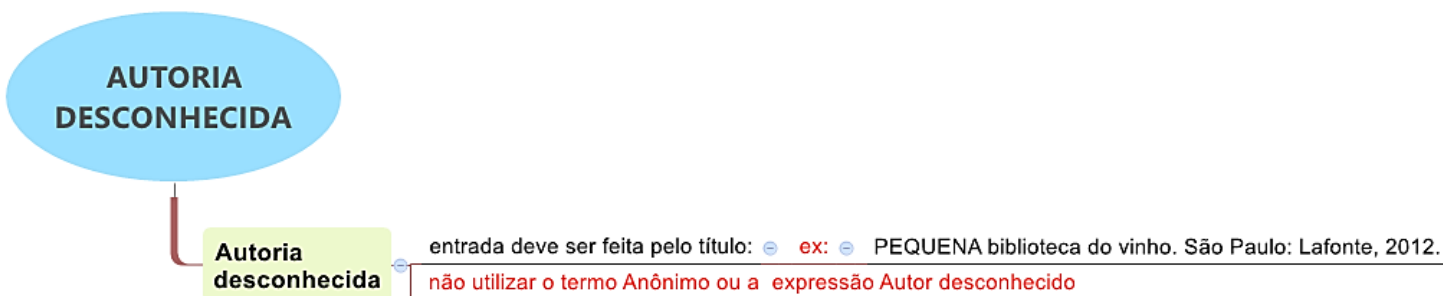 AUTORIA
DESCONHECIDA
Autoria
desconhecida
entrada deve ser feita pelo título: ex: PEQUENA biblioteca do vinho. São Paulo: Lafonte, 2012.
não utilizar o termo Anônimo ou a expressão Autor desconhecido